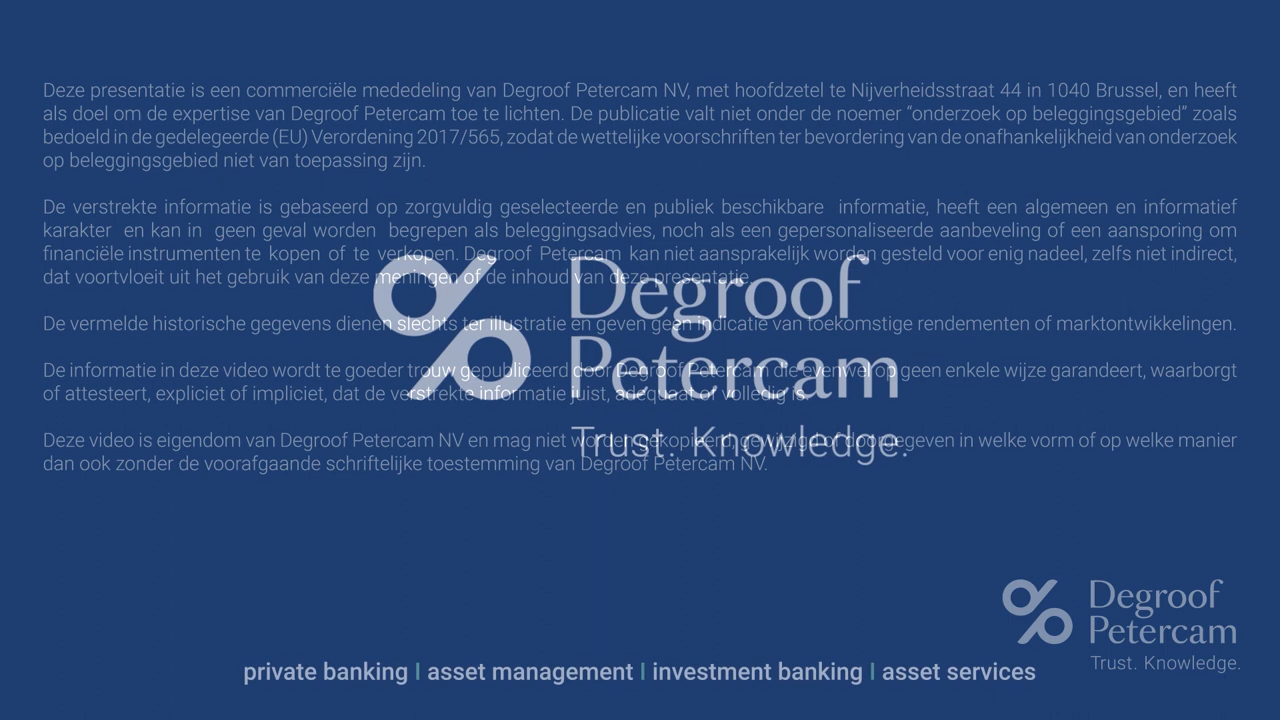 Deze presentatie is een commerciële mededeling van Degroof Petercam NV, met hoofdzetel te Nijverheidsstraat 44 in 1040 Brussel, en heeft
als doel om de expertise van Degroof Petercam toe te lichten. De publicatie valt niet onder de noemer “onderzoek op beleggingsgebied” zoals
bedoeld in de gedelegeerde (EU) Verordening 2017/565, zodat de wettelijke voorschriften ter bevordering van de onafhankelijkheid van onderzoek
op beleggingsgebied niet van toepassing zijn.
De verstrekte informatie is gebaseerd op zorgvuldig geselecteerde en publiek beschikbare informatie, heeft een algemeen en informatief
karakter en kan in geen geval worden begrepen als beleggingsadvies, noch als een gepersonaliseerde aanbeveling of een aansporing om
financiële instrumenten te kopen of te verkopen. Degroof Petercam kan niet aansprakelijk worden gesteld voor enig nadeel, zelfs niet indirect,
dat voortvloeit uit het gebruik van deze meningen of de inhoud van deze presentatie.
De vermelde historische gegevens dienen slechts ter illustratie en geven geen indicatie van toekomstige rendementen of marktontwikkelingen.
De informatie in deze video wordt te goeder trouw gepubliceerd door geen enkele wijze garandeert, waarborgt
of attesteert, expliciet of impliciet, dat de verstrekte informatie juist, adequaat of volledig is.
Deze video is eigendom van Degroof Petercam NV en mag niet worden gekopieerd, gewijzigd of doorgegeven in welke vorm of op welke manier
dan ook zonder de voorafgaande schriftelijke toestemming van Degroof Petercam NV.
Degroof
Petercam
Trust. Knowledge.
Degroof
Petercam
Trust. Knowledge.
private banking I asset management I investment banking I asset services